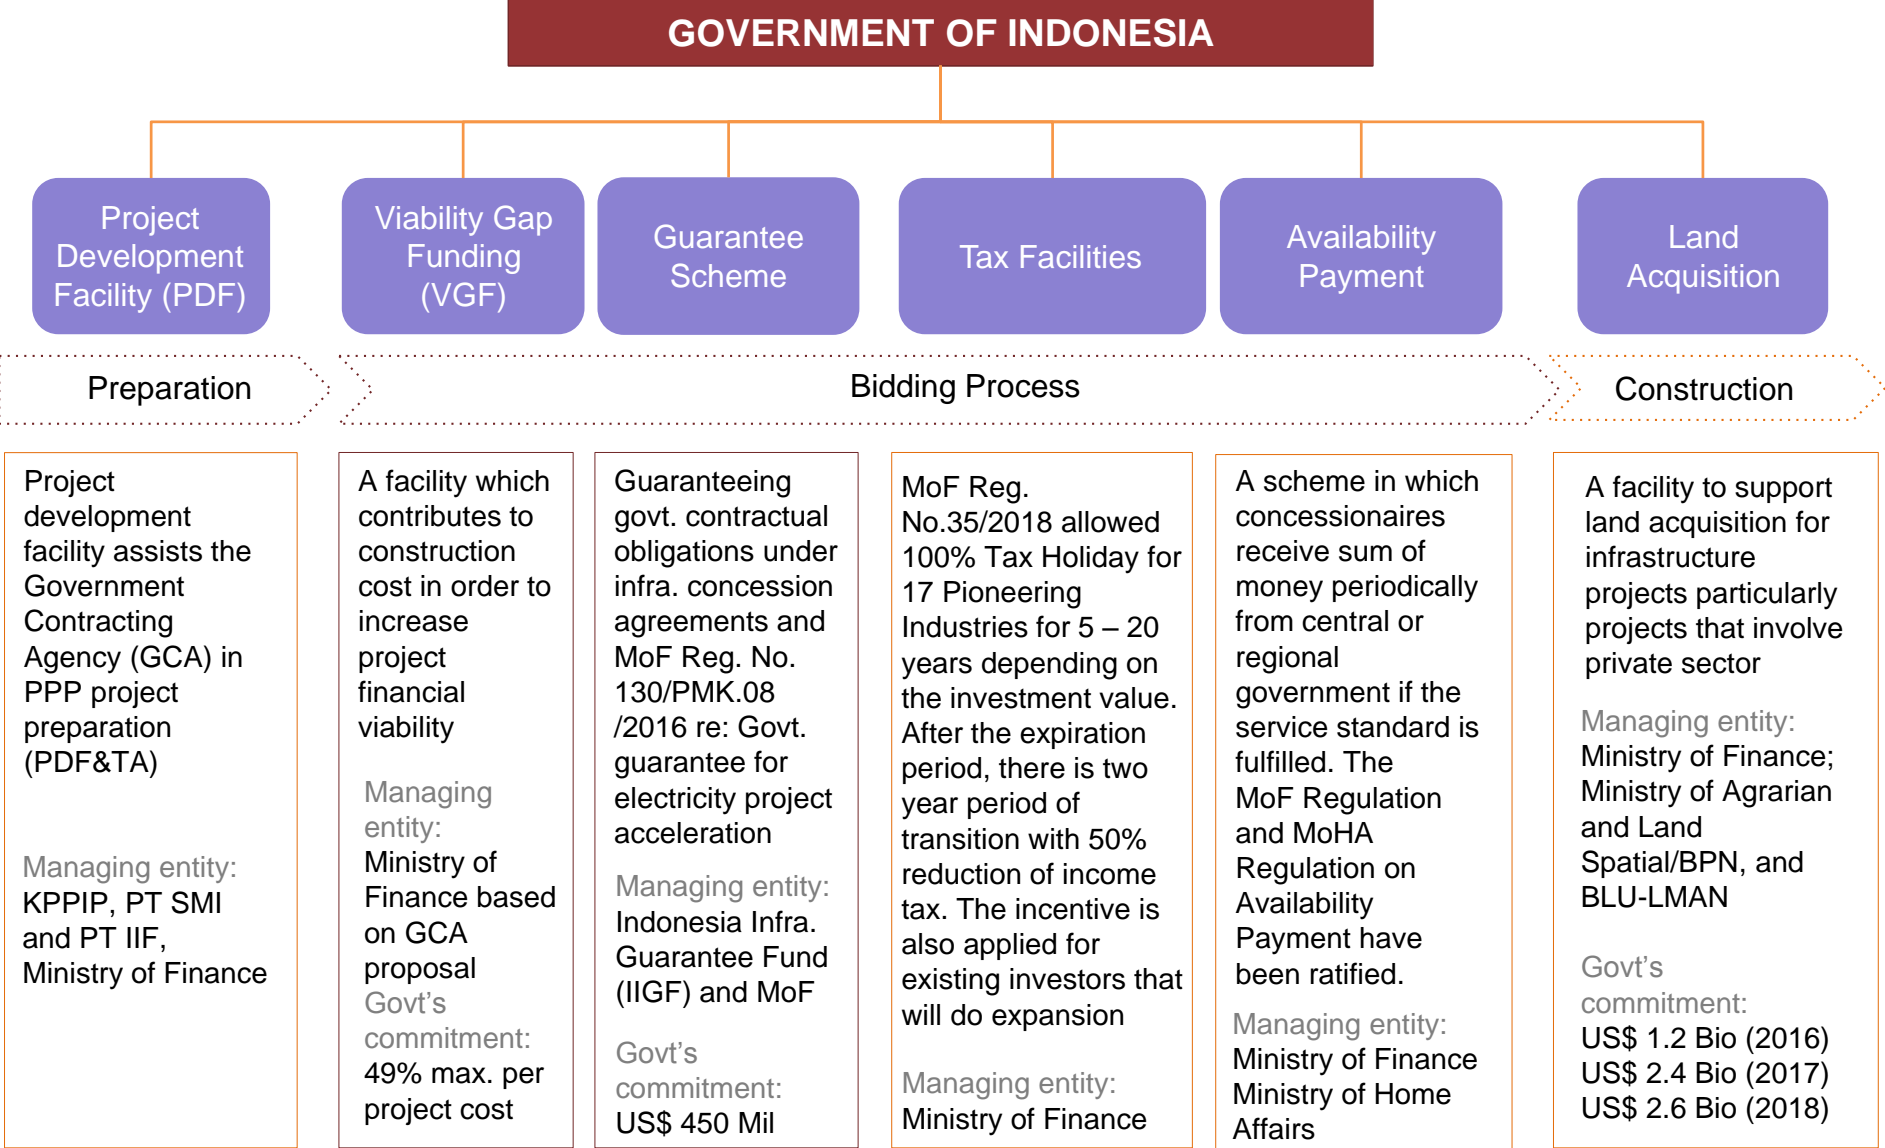 GOVERNMENT OF INDONESIA
Project
Development
Facility (PDF)
Viability Gap
Funding
(VGF)
Guarantee
Scheme
Tax Facilities
Availability
Payment
Land
Acquisition
Preparation
Bidding Process
Construction
Project
development
facility assists the
Government
Contracting
Agency (GCA) in
PPP project
preparation
(PDF&TA)
Managing entity:
KPPIP, PT SMI
and PT IIF,
Ministry of Finance
A facility which
contributes to
construction
cost in order to
increase
project
financial
viability
Managing
entity:
Ministry of
Finance based
on GCA
proposal
Govt's
commitment:
49% max. per
project cost
Guaranteeing
govt. contractual
obligations under
infra. concession
agreements and
MoF Reg. No.
130/PMK.08
/2016 re: Govt.
guarantee for
electricity project
acceleration
Managing entity:
Indonesia Infra.
Guarantee Fund
(IIGF) and MoF
Govt's
commitment:
US$ 450 Mil
MoF Reg.
No.35/2018 allowed
100% Tax Holiday for
17 Pioneering
Industries for 5 – 20
years depending on
the investment value.
After the expiration
period, there is two
year period of
transition with 50%
reduction of income
tax. The incentive is
also applied for
existing investors that
will do expansion
Managing entity:
Ministry of Finance
A scheme in which
concessionaires
receive sum of
money periodically
from central or
regional
government if the
service standard is
fulfilled. The
MoF Regulation
and MoHA
Regulation on
Availability
Payment have
been ratified.
Managing entity:
Ministry of Finance
Ministry of Home
Affairs
A facility to support
land acquisition for
infrastructure
projects particularly
projects that involve
private sector
Managing entity:
Ministry of Finance;
Ministry of Agrarian
and Land
Spatial/BPN, and
BLU-LMAN
Govt's
commitment:
US$ 1.2 Bio (2016)
US$ 2.4 Bio (2017)
US$ 2.6 Bio (2018)